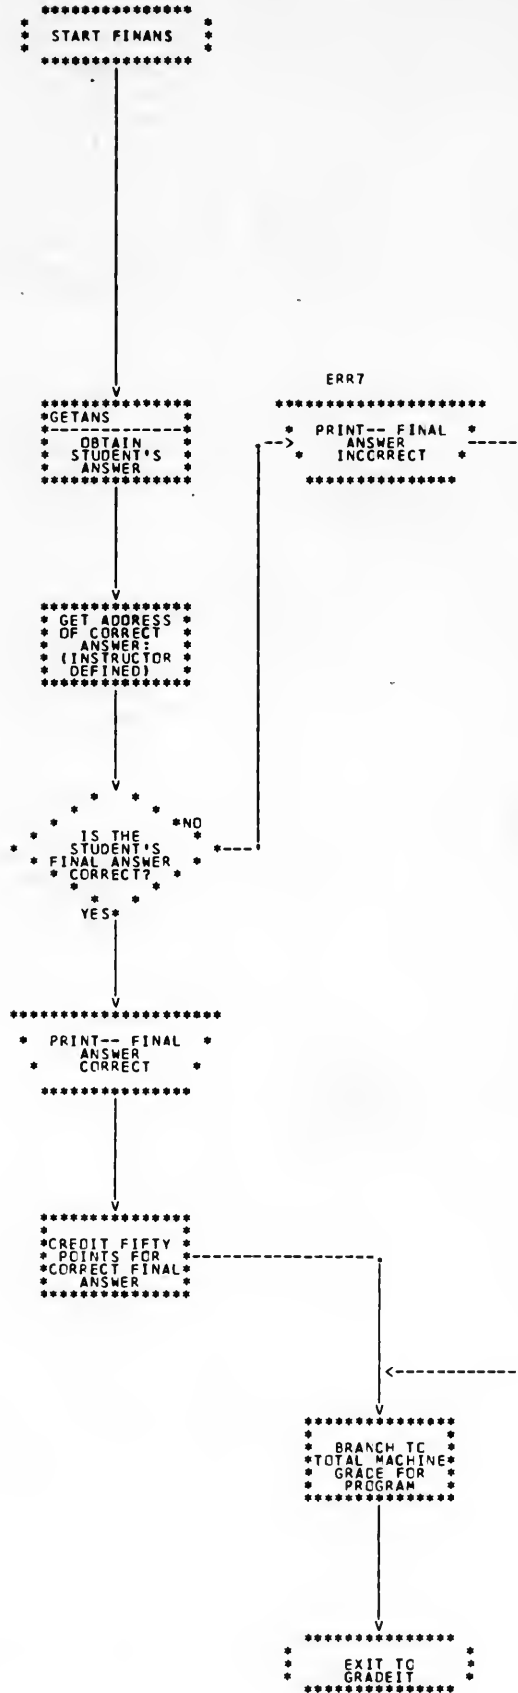 START FINANS
ERR7
GETANS
OBTAIN
STUDENT'S
ANSWER
PRINT-- FINAL
ANSWER
INCORRECT
GET ADDRESS
OF CORRECT
ANSWER:
(INSTRUCTOR
DEFINED)
NO
IS THE
STUDENT'S
FINAL ANSWER
CORRECT?
YES
PRINT-- FINAL
ANSWER
CORRECT
CREDIT FIFTY
POINTS FOR
CORRECT FINAL
ANSWER
BRANCH TO
TOTAL MACHINE
GRADE FOR
PROGRAM
EXIT TO
GRADEIT